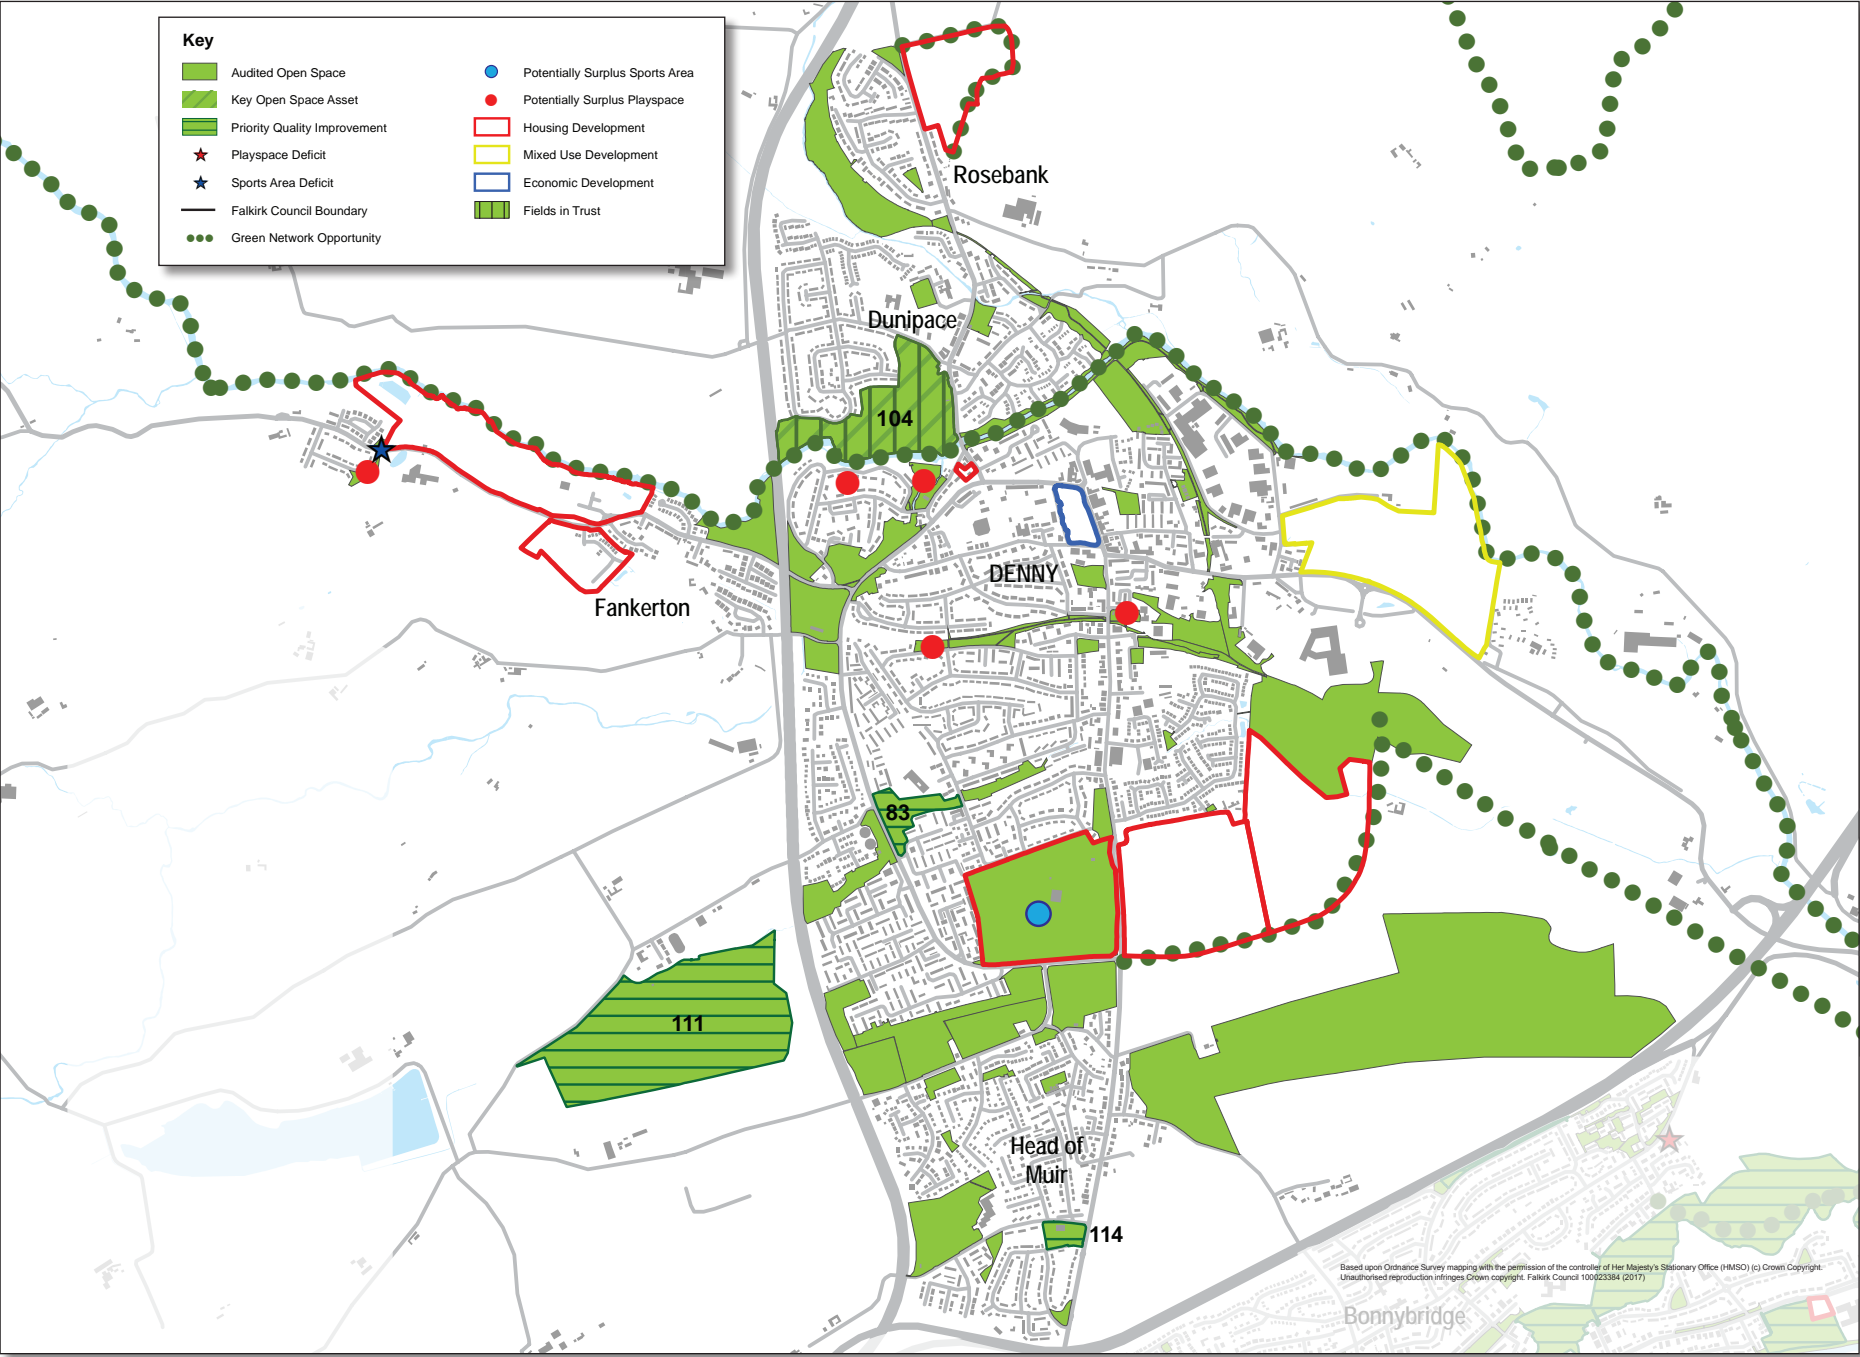 Key
Audited Open Space
Key Open Space Asset
Priority Quality Improvement
Playspace Deficit
Sports Area Deficit
Falkirk Council Boundary
Green Network Opportunity
Potentially Surplus Sports Area
Potentially Surplus Playspace
Housing Development
Mixed Use Development
Economic Development
Fields in Trust
Rosebank
Dunipace
104
DENNY
Fankerton
83
111
Head of
Muir
114
Based upon Ordnance Survey mapping with the permission of the controller of Her Majesty's Stationary Office (HMSO) (c) Crown Copyright.
Unauthorised reproduction infringes Crown copyright. Falkirk Council 100023384 (2017)
Bonnybridge